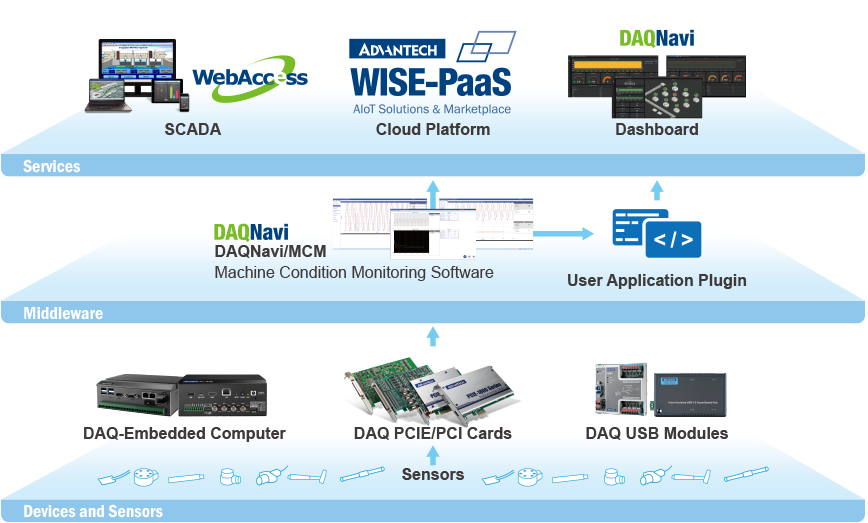 WebAccess
SCADA
ADVANTECH
WISE-PaaS
AIoT Solutions & Marketplace
Cloud Platform
DAQNavi
Dashboard
Services
DAQNavi
DAQNavi/MCM
Machine Condition Monitoring Software
</>
User Application Plugin
Middleware
DAQ-Embedded Computer
DAQ PCIE/PCI Cards
DAQ USB Modules
Sensors
Devices and Sensors